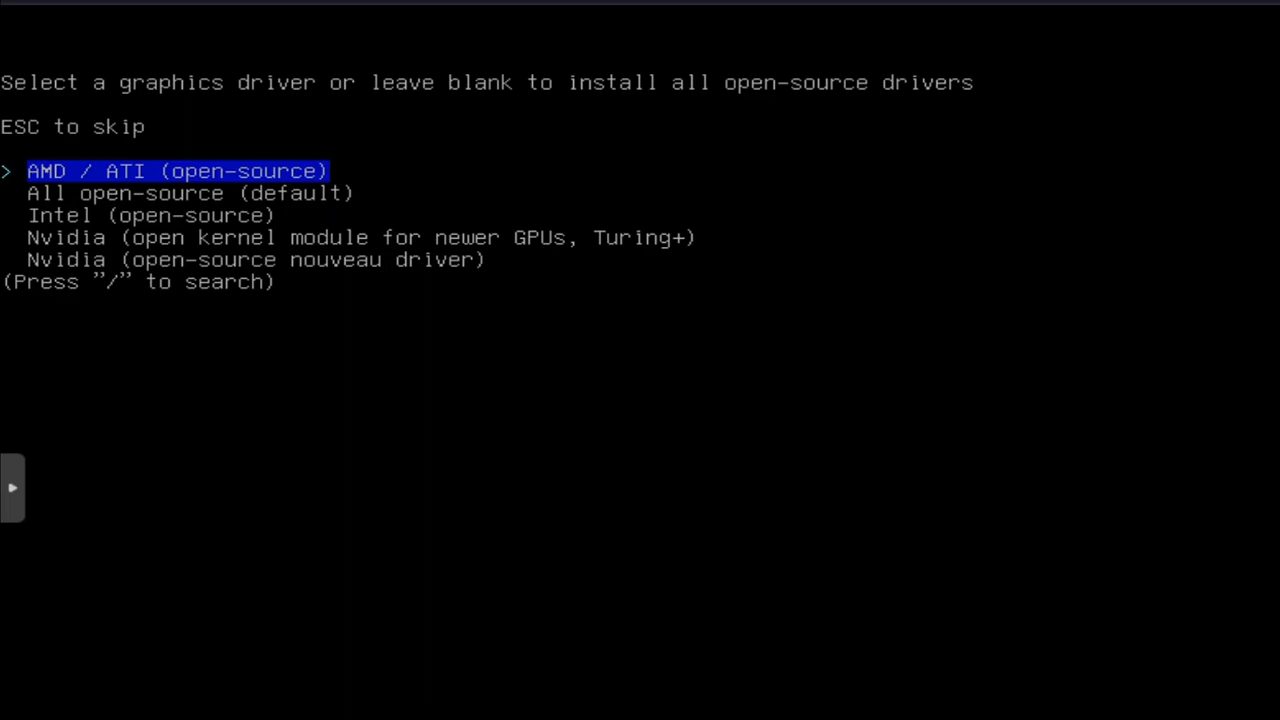 Select a graphics driver or leave blank to install all open-source drivers
ESC to skip
> AMD / ATI (open-source)
All open-source (default)
Intel (open-source)
Nvidia (open kernel module for newer GPUs, Turing+)
Nvidia (open-source nouveau driver)
(Press "/" to search)